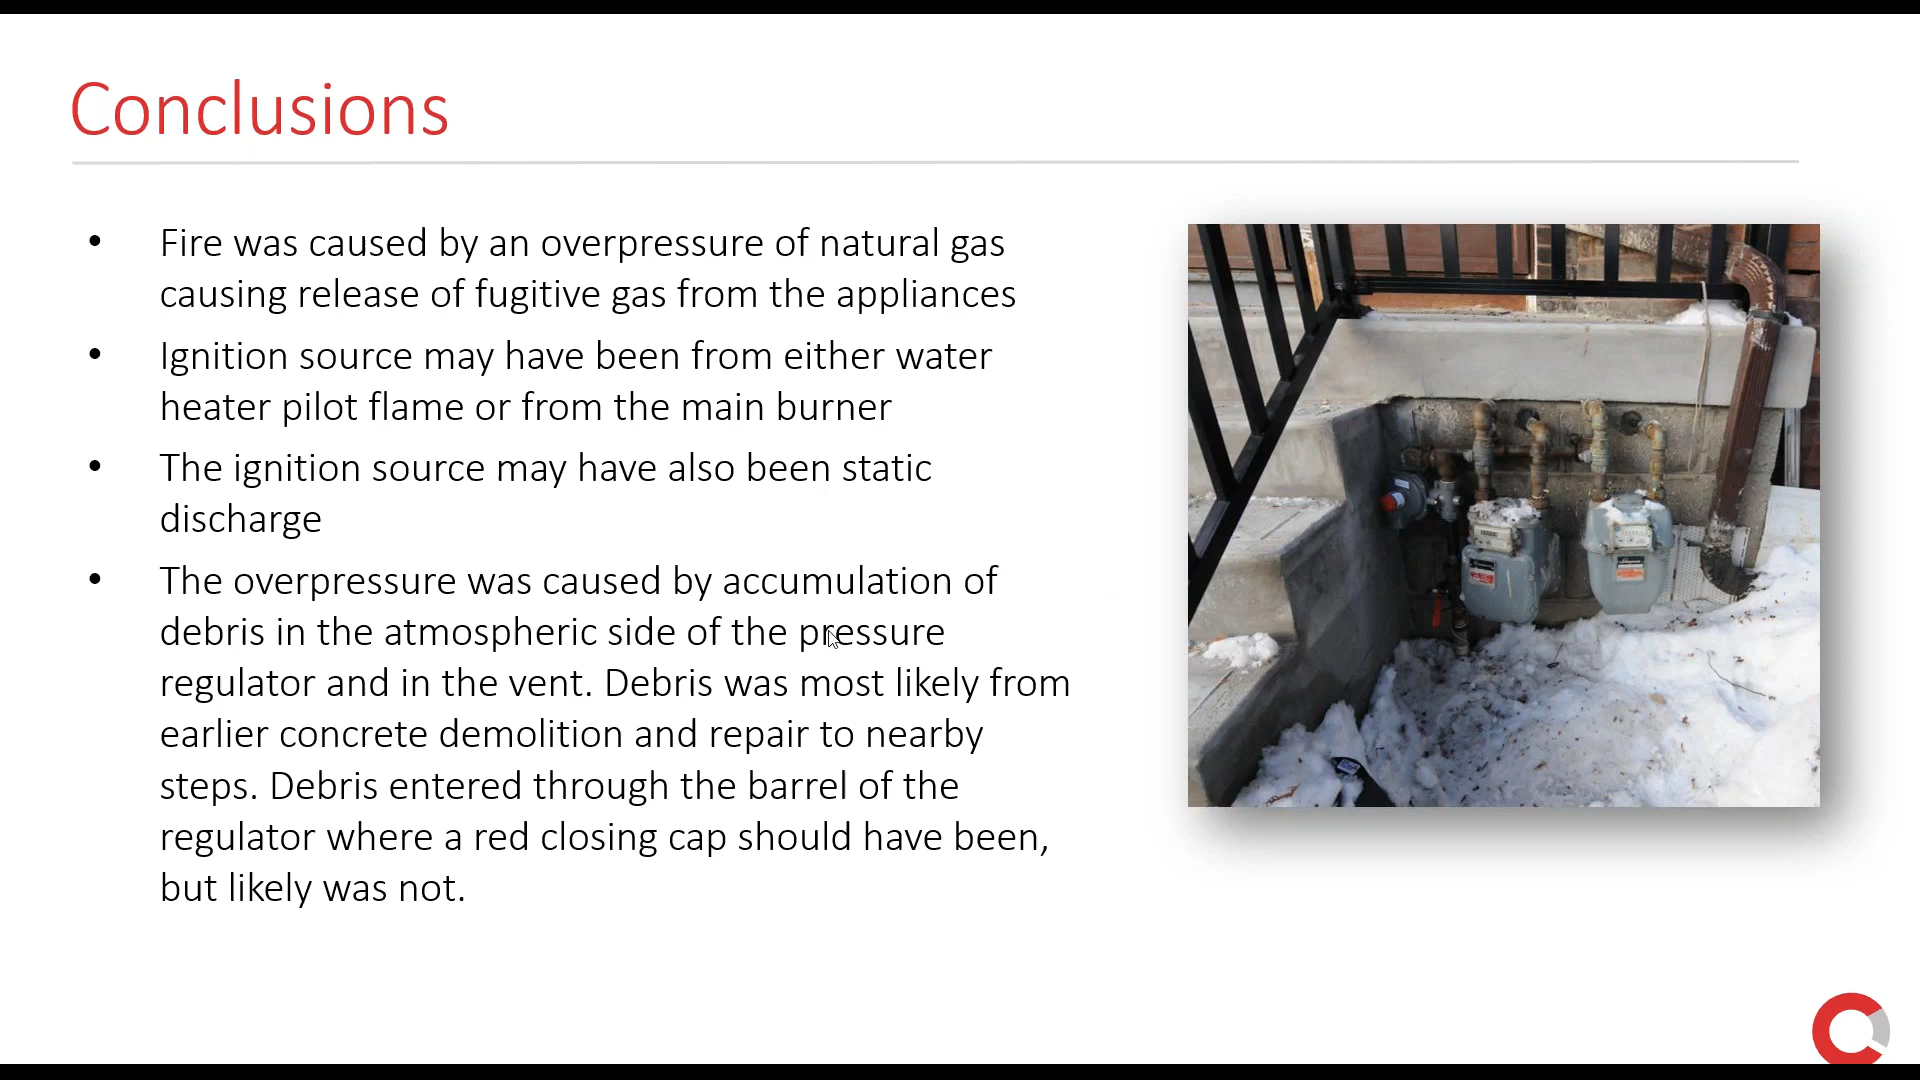 Conclusions
• Fire was caused by an overpressure of natural gas
causing release of fugitive gas from the appliances
• Ignition source may have been from either water
heater pilot flame or from the main burner
• The ignition source may have also been static
discharge
• The overpressure was caused by accumulation of
debris in the atmospheric side of the pressure
regulator and in the vent. Debris was most likely from
earlier concrete demolition and repair to nearby
steps. Debris entered through the barrel of the
regulator where a red closing cap should have been,
but likely was not.